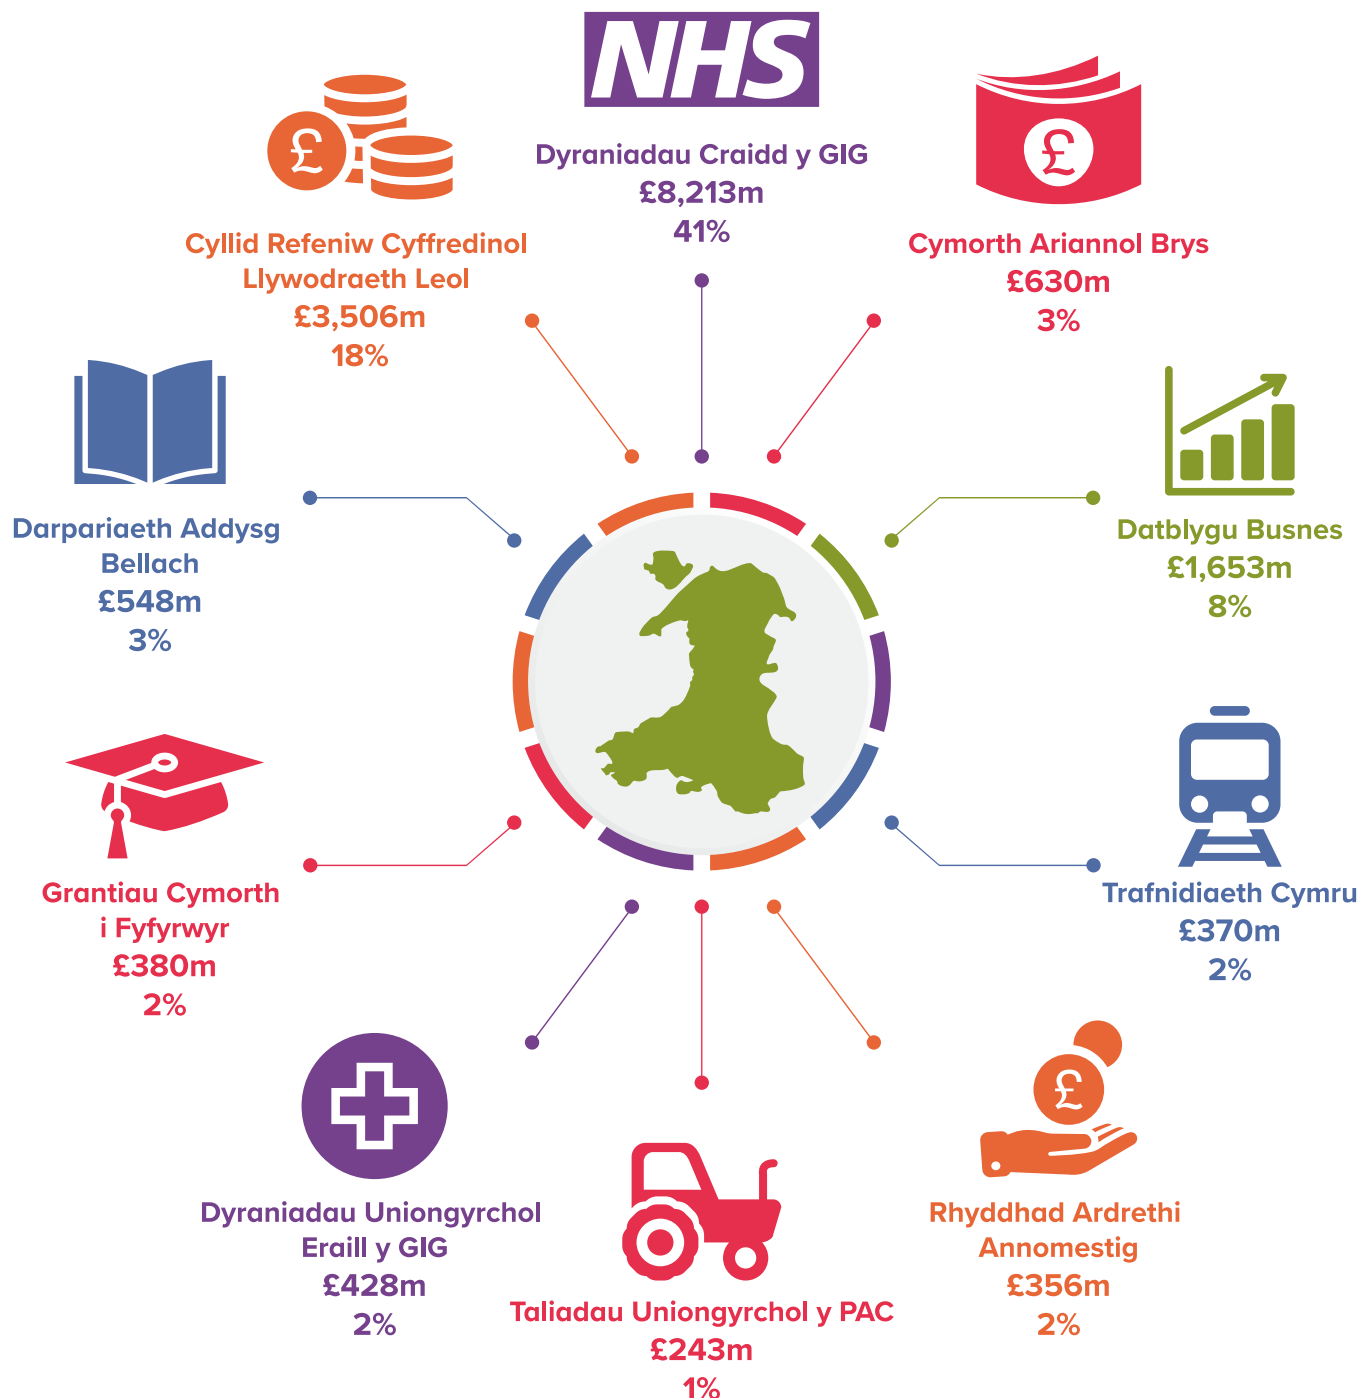 NHS
Dyraniadau Craidd y GIG
£8,213m
41%
£
Cyllid Refeniw Cyffredinol
Llywodraeth Leol
£3,506m
18%
£
Cymorth Ariannol Brys
£630m
3%
Darpariaeth Addysg
Bellach
£548m
3%
Datblygu Busnes
£1,653m
8%
Grantiau Cymorth
i Fyfyrwyr
£380m
2%
Trafnidiaeth Cymru
£370m
2%
Dyraniadau Uniongyrchol
Eraill y GIG
£428m
2%
Taliadau Uniongyrchol y PAC
£243m
1%
£
Rhyddhad Ardrethi
Annomestig
£356m
2%